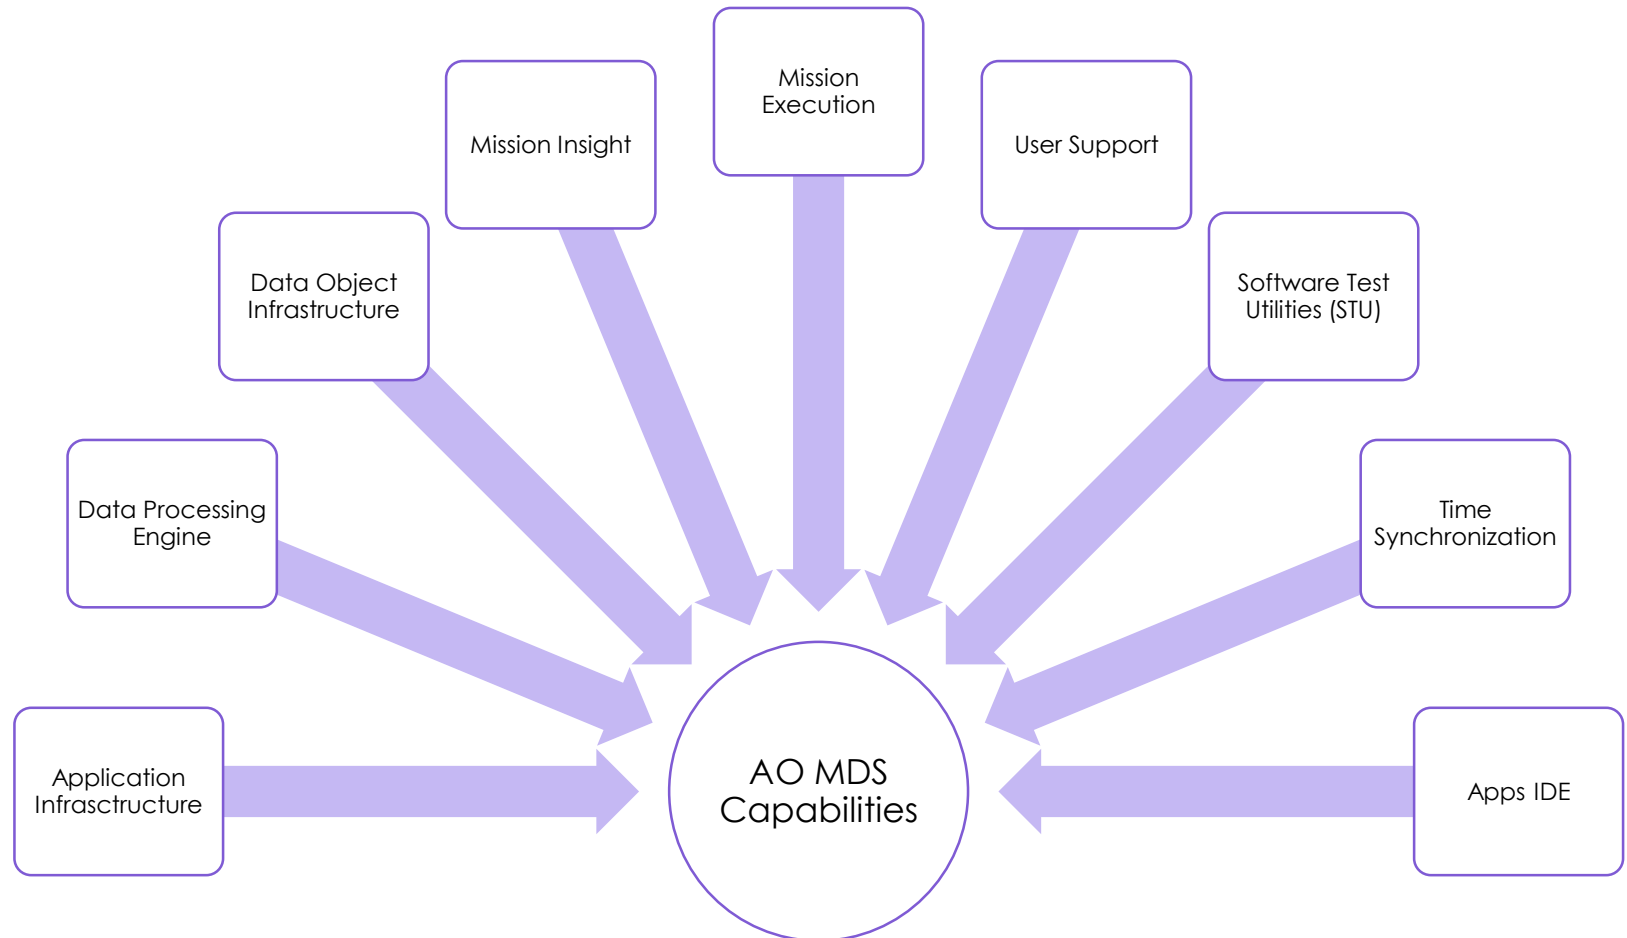 Mission
Execution
Mission Insight
User Support
Data Object
Infrastructure
Software Test
Utilities (STU)
Data Processing
Engine
Time
Synchronization
Application
Infrasctructure
AO MDS
Capabilities
Apps IDE